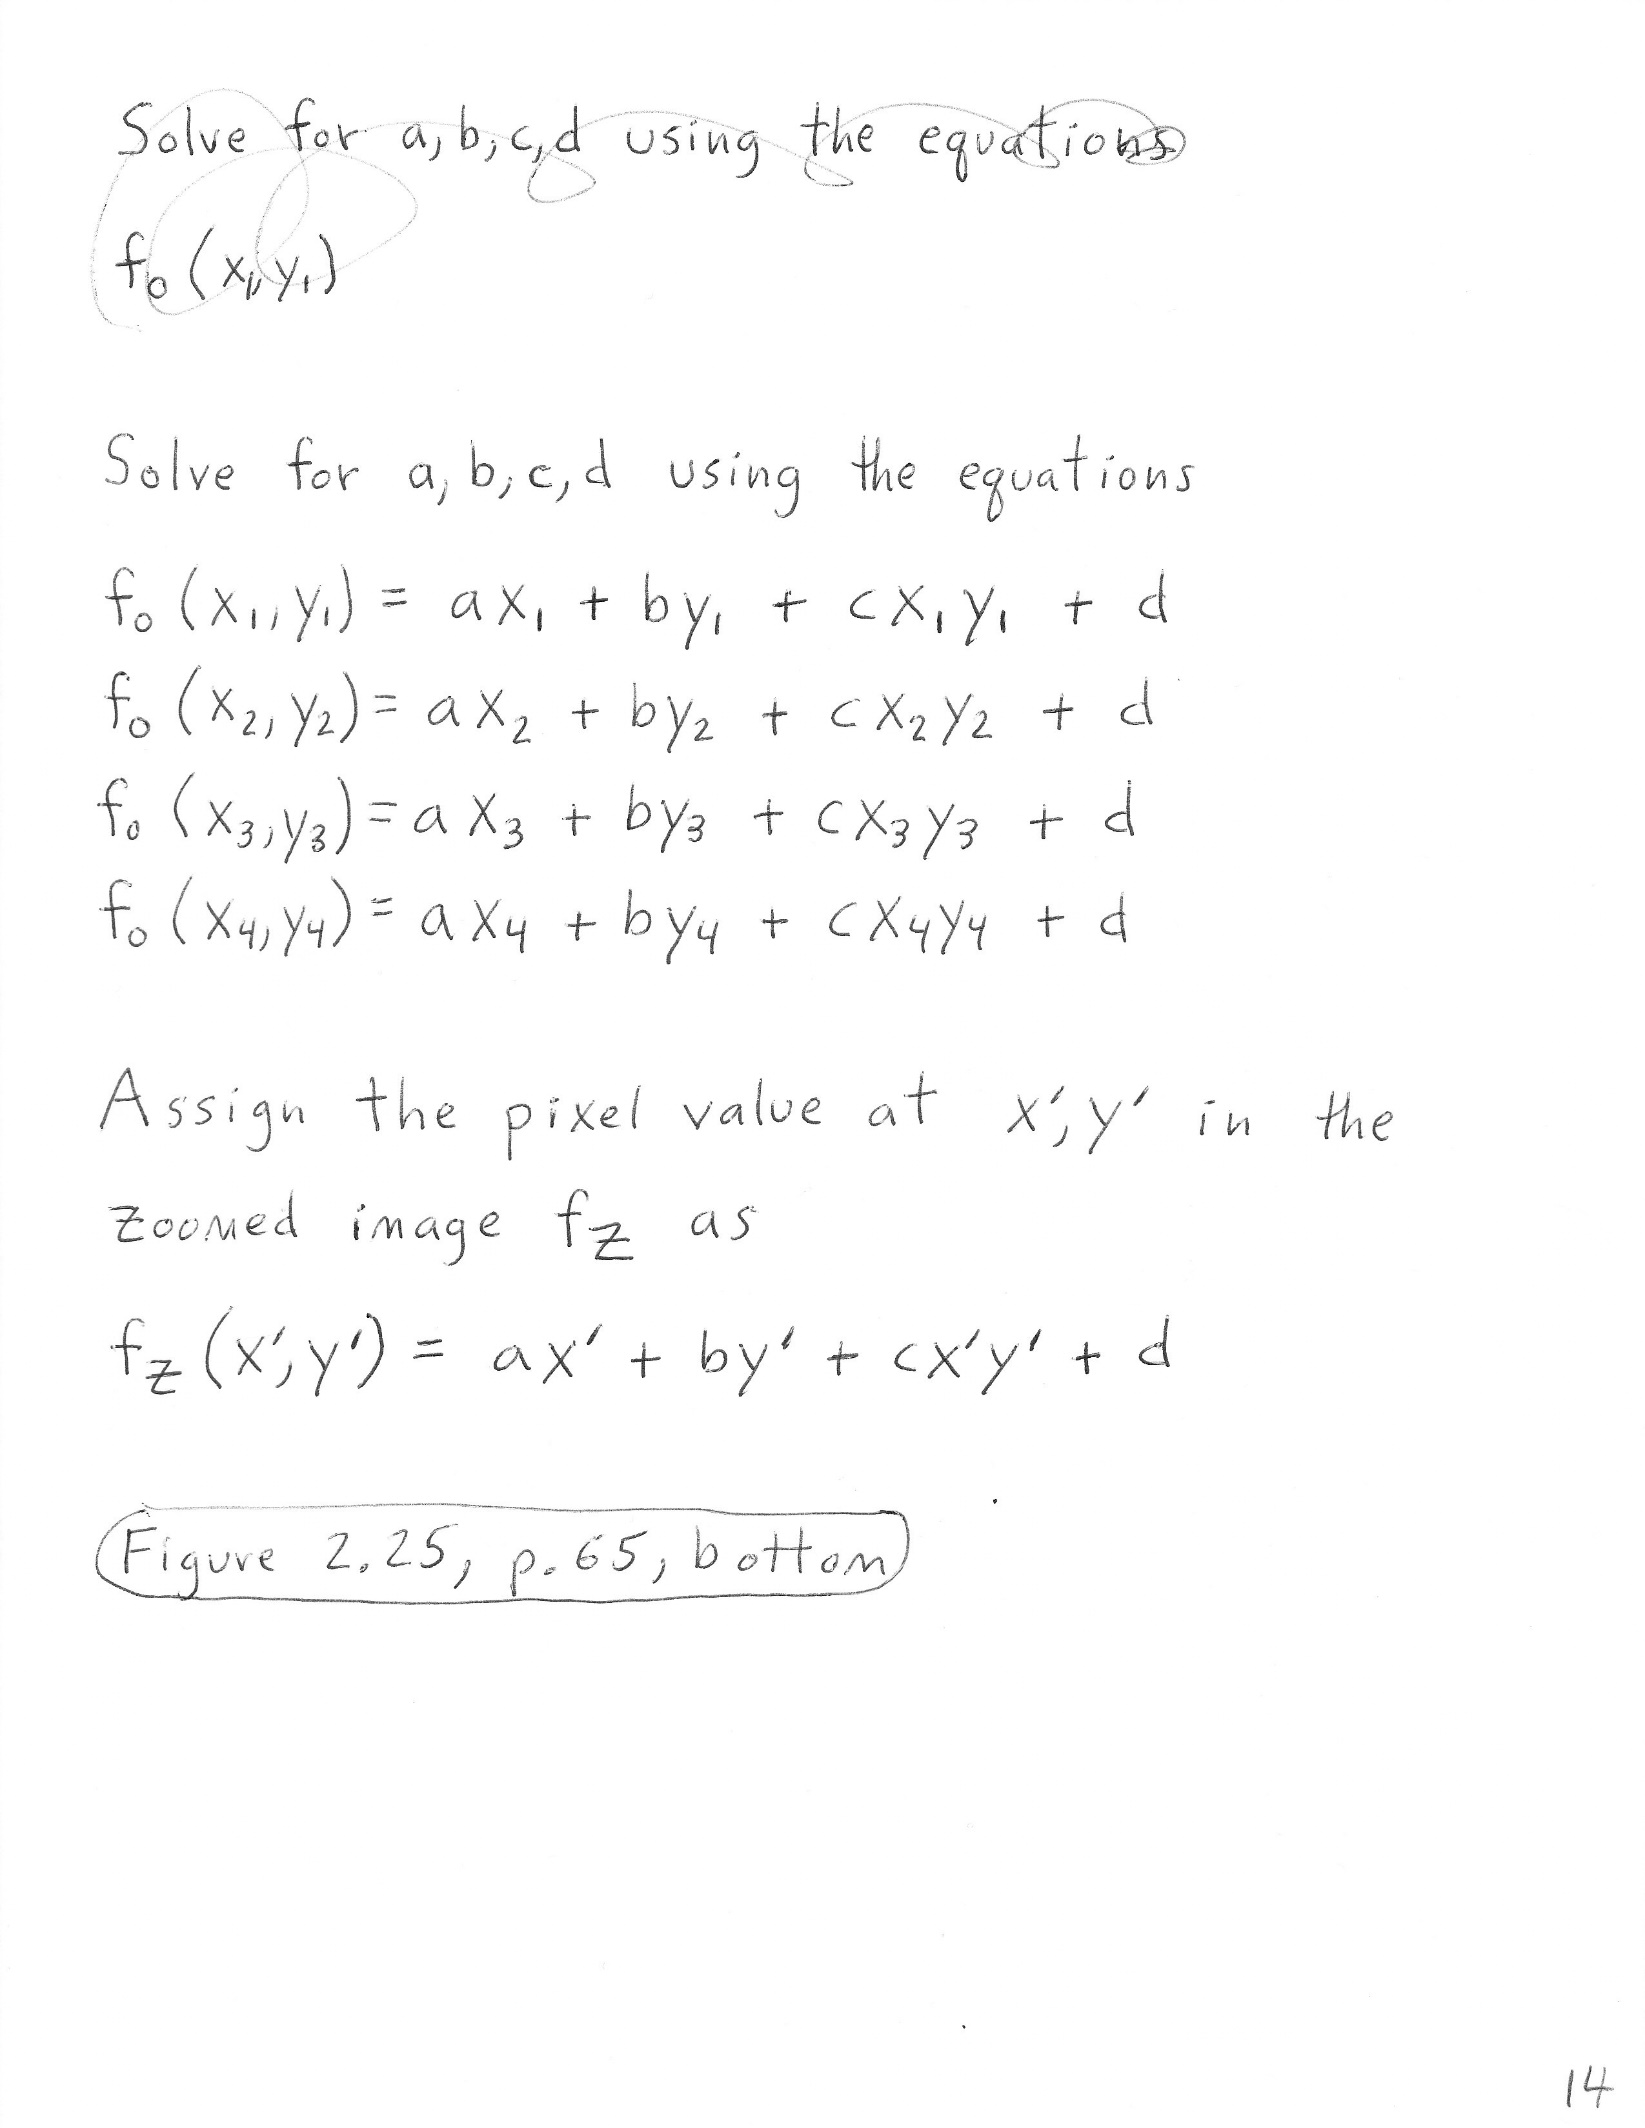 Solve for a, b, c, d using the equations
f₀ (x₁, y₁)
Solve for a, b, c, d using the equations
f₀ (x₁, y₁) = ax₁ + by₁ + cx₁y₁ + d
f₀ (x₂, y₂) = ax₂ + by₂ + cx₂y₂ + d
f₀ (x₃, y₃) = ax₃ + by₃ + cx₃y₃ + d
f₀ (x₄, y₄) = ax₄ + by₄ + cx₄y₄ + d
Assign the pixel value at x', y' in the
zoomed image f_z as
f_z (x', y') = ax' + by' + cx'y' + d
Figure 2.25, p. 65, bottom
14